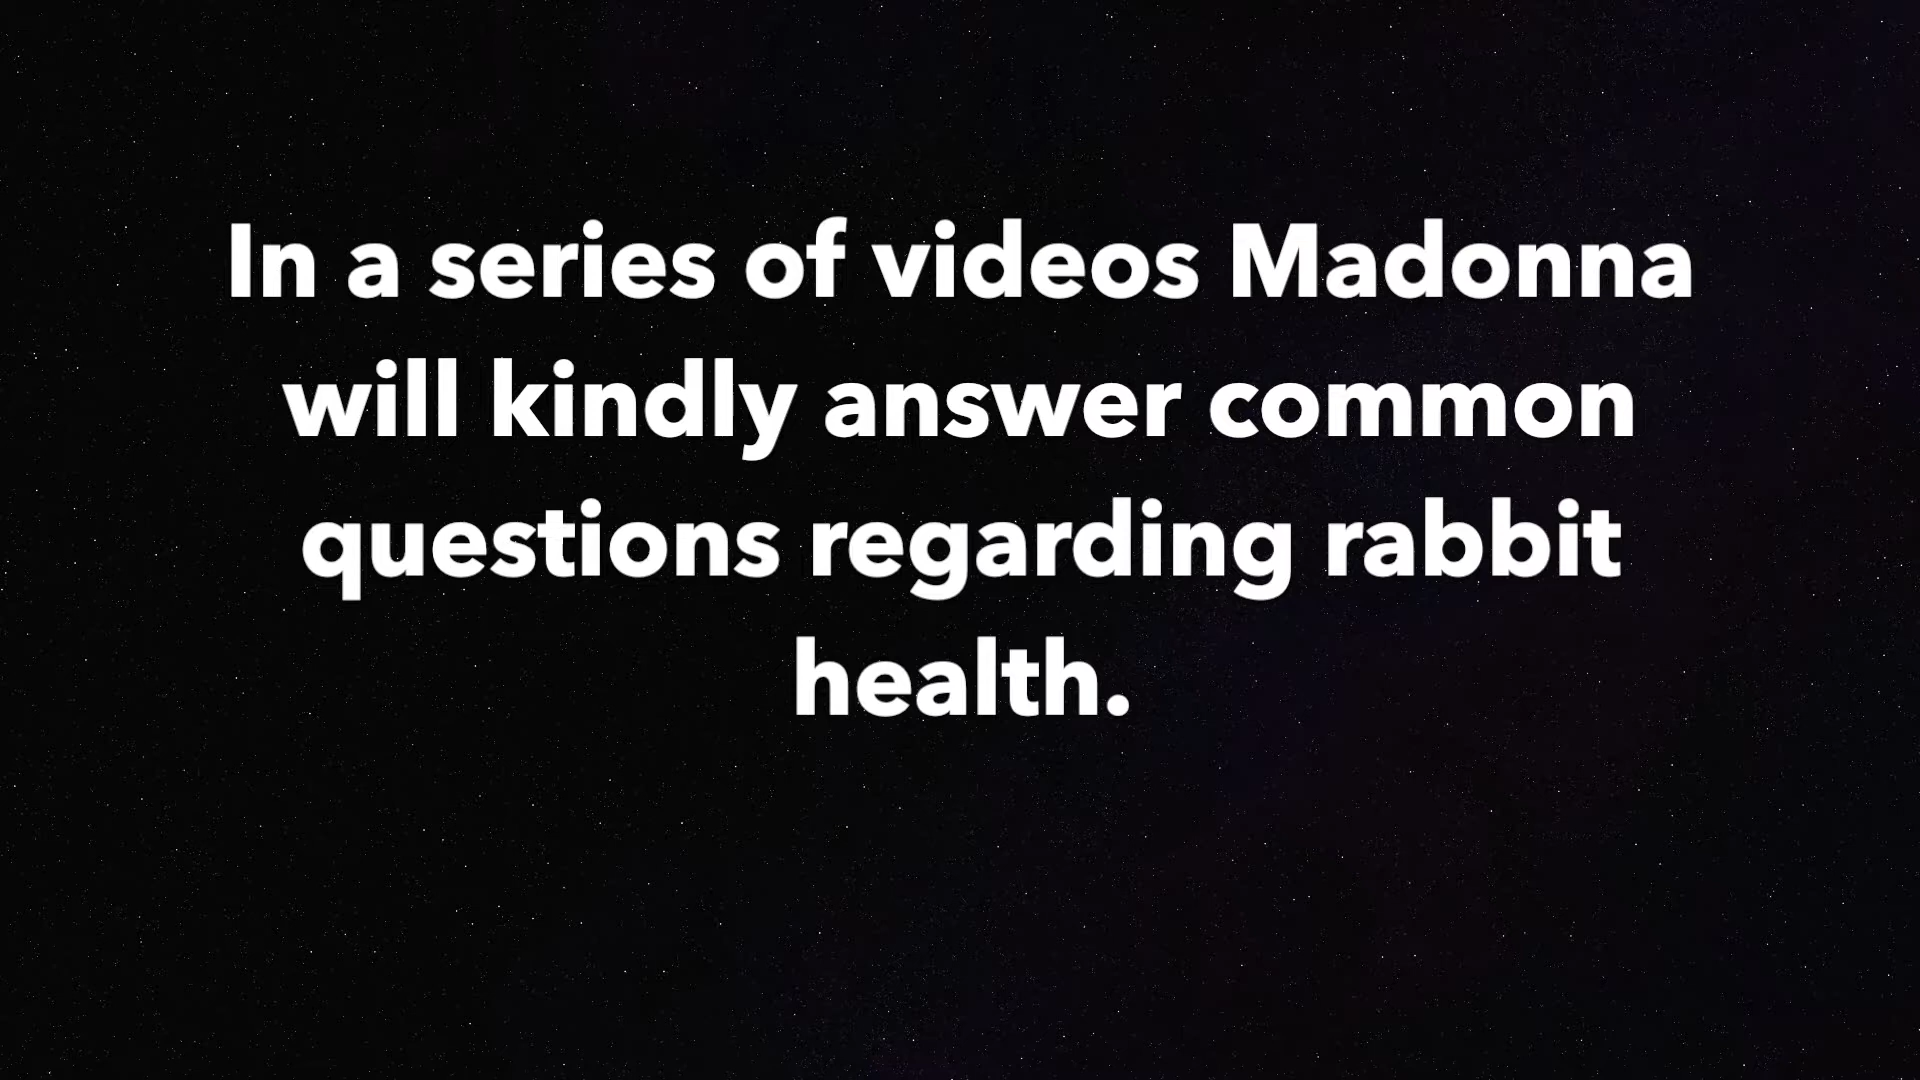 In a series of videos Madonna
will kindly answer common
questions regarding rabbit
health.